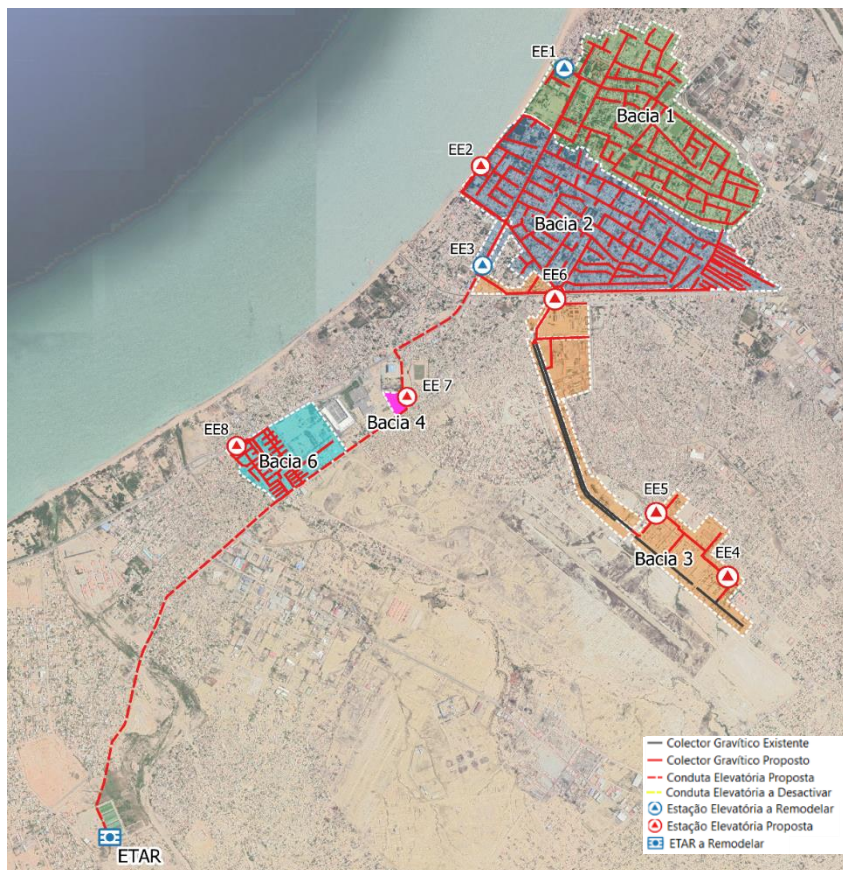 EE1
Bacia 1
EE2
Bacia 2
EE3
EE6
EE 7
Bacia 4
EE8
Bacia 6
EE5
EE4
Bacia 3
Colector Gravítico Existente
Colector Gravítico Proposto
Conduta Elevatória Proposta
Conduta Elevatória a Desactivar
Estação Elevatória a Remodelar
Estação Elevatória Proposta
ETAR a Remodelar
ETAR